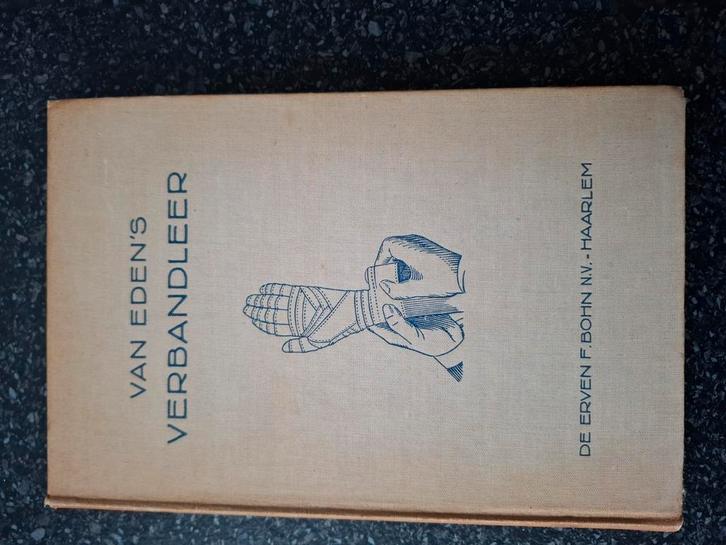 VAN EDEN'S
VERBANDLEER
DE ERVEN F. BOHN N.V. - HAARLEM